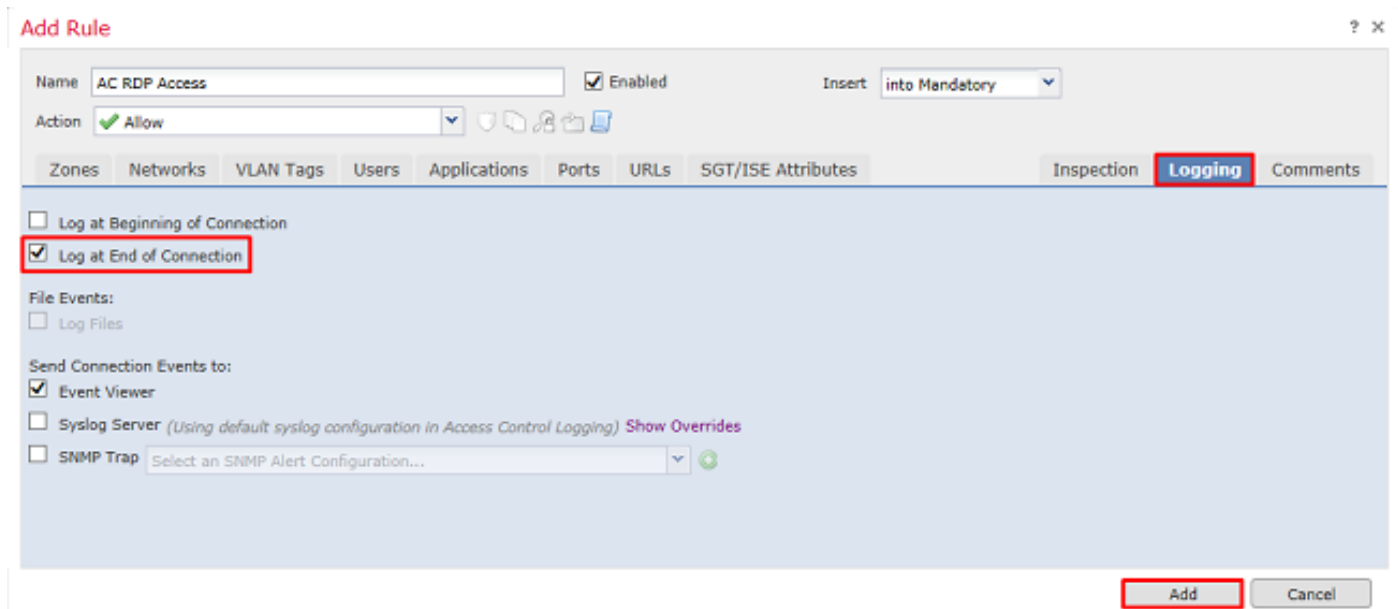 Add Rule ? X
Name AC RDP Access Enabled Insert into Mandatory
Action Allow
Zones Networks VLAN Tags Users Applications Ports URLs SGT/ISE Attributes Inspection Logging Comments
Log at Beginning of Connection
Log at End of Connection
File Events:
Log Files
Send Connection Events to:
Event Viewer
Syslog Server (Using default syslog configuration in Access Control Logging) Show Overrides
SNMP Trap Select an SNMP Alert Configuration...
Add Cancel